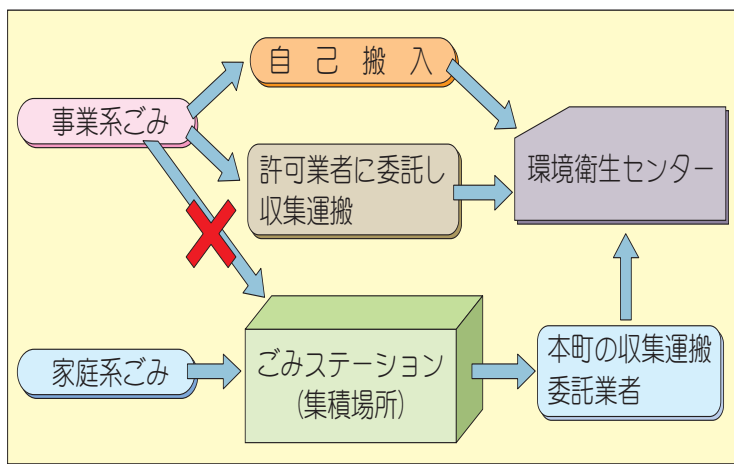 自己搬入
事業系ごみ
許可業者に委託し
収集運搬
環境衛生センター
家庭系ごみ
ごみステーション
(集積場所)
本町の収集運搬
委託業者